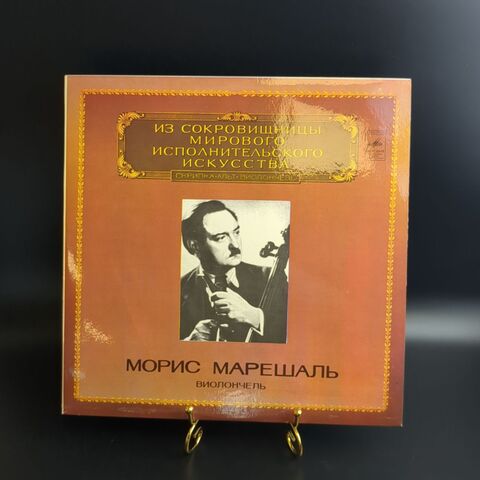 ИЗ СОКРОВИЩНИЦЫ
МИРОВОГО
ИСПОЛНИТЕЛЬСКОГО
ИСКУССТВА
СКРИПКА•АЛЬТ•ВИОЛОНЧЕЛЬ
МОРИС МАРЕШАЛЬ
ВИОЛОНЧЕЛЬ